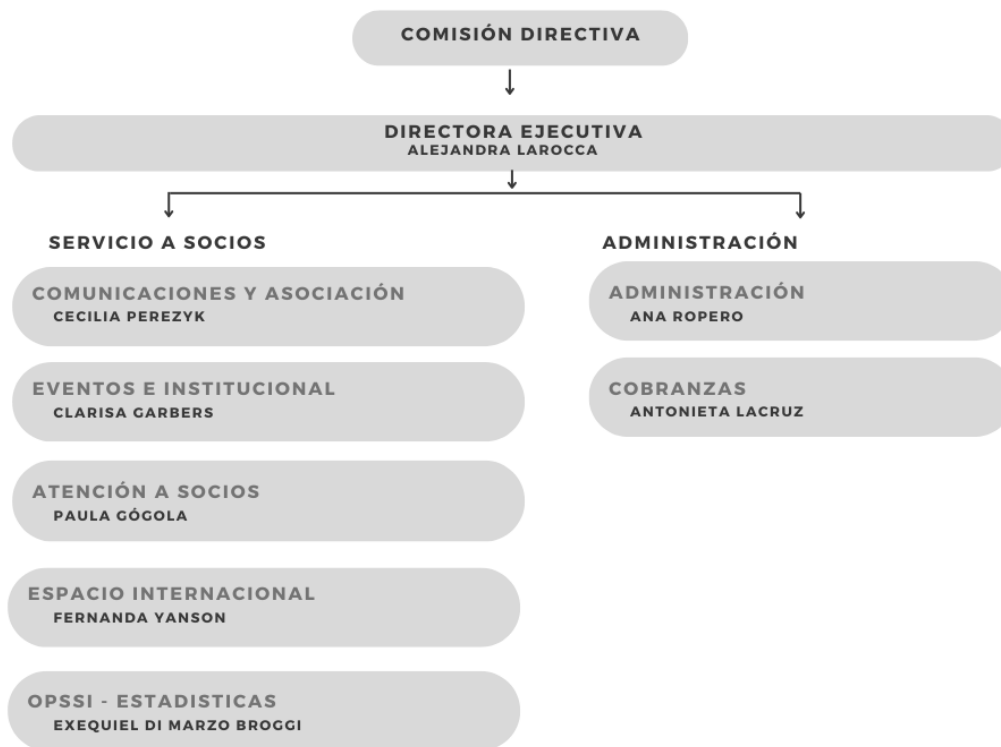 COMISIÓN DIRECTIVA
DIRECTORA EJECUTIVA
ALEJANDRA LAROCCA
SERVICIO A SOCIOS
COMUNICACIONES Y ASOCIACIÓN
CECILIA PEREZYK
EVENTOS E INSTITUCIONAL
CLARISA GARBERS
ATENCIÓN A SOCIOS
PAULA GÓGOLA
ESPACIO INTERNACIONAL
FERNANDA YANSON
OPSSI - ESTADISTICAS
EXEQUIEL DI MARZO BROGGI
ADMINISTRACIÓN
ADMINISTRACIÓN
ANA ROPERO
COBRANZAS
ANTONIETA LACRUZ